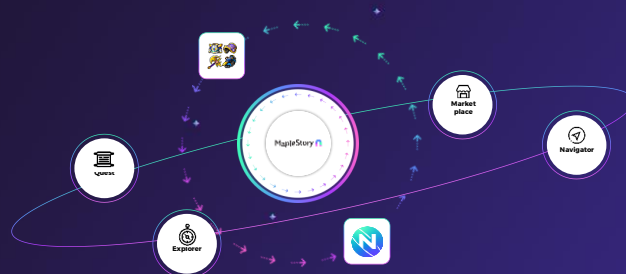 Market
place
MapleStory N
Navigator
Quest
Explorer
N